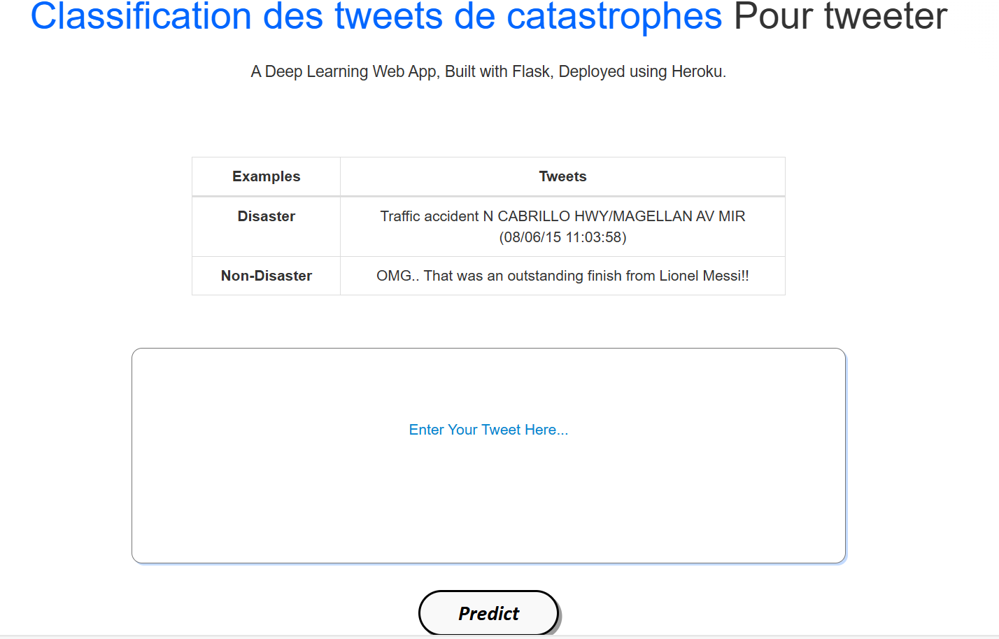 Classification des tweets de catastrophes Pour tweeter
A Deep Learning Web App, Built with Flask, Deployed using Heroku.
Examples Tweets
Disaster Traffic accident N CABRILLO HWY/MAGELLAN AV MIR
(08/06/15 11:03:58)
Non-Disaster OMG.. That was an outstanding finish from Lionel Messi!!
Enter Your Tweet Here...
Predict